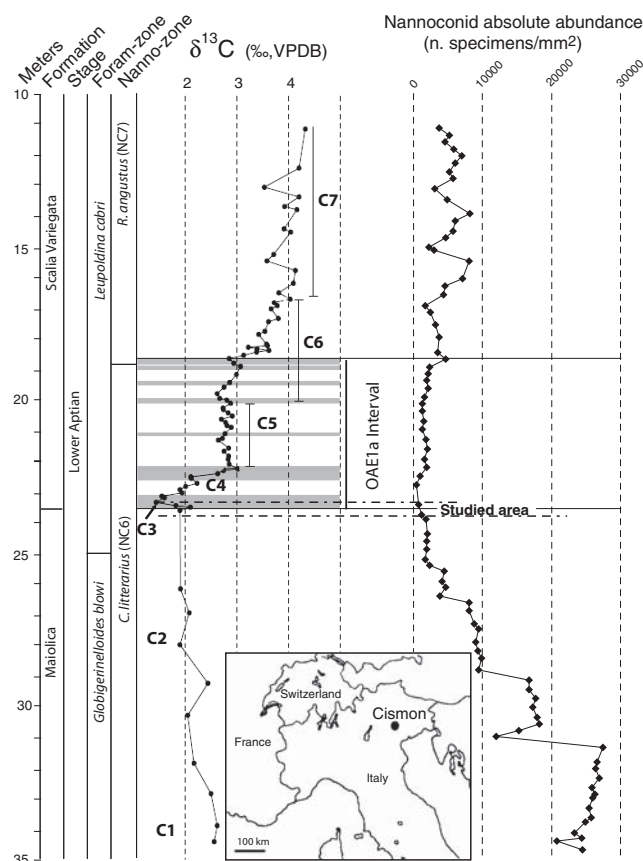 Meters
Formation
Stage
Foram-zone
Nanno-zone
δ13C (‰,VPDB)
Nannoconid absolute abundance
(n. specimens/mm2)
2 3 4
0 10000 20000 30000
10
15
20
25
30
35
Scalia Variegata
Maiolica
Lower Aptian
Leupoldina cabri
Globigerinelloides blowi
R. angustus (NC7)
C. litterarius (NC6)
C7
C6
C5
C4
C3
C2
C1
OAE1a Interval
Studied area
Switzerland
Cismon
France
Italy
100 km